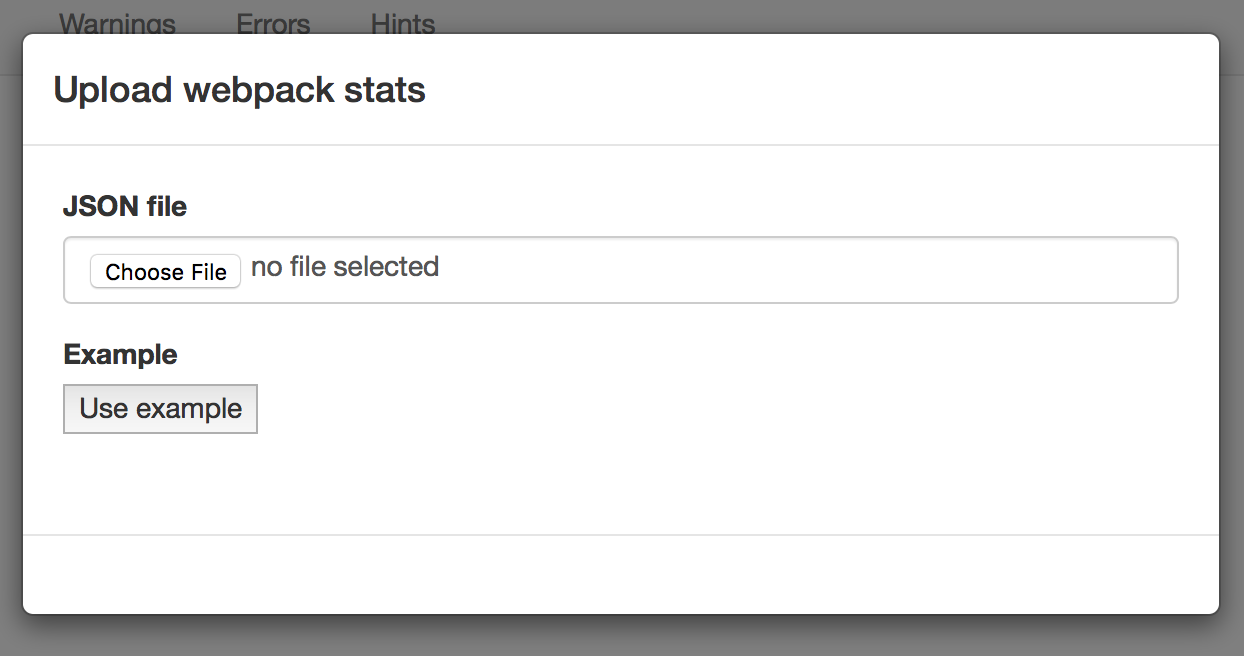 Warnings Errors Hints
Upload webpack stats
JSON file
Choose File no file selected
Example
Use example